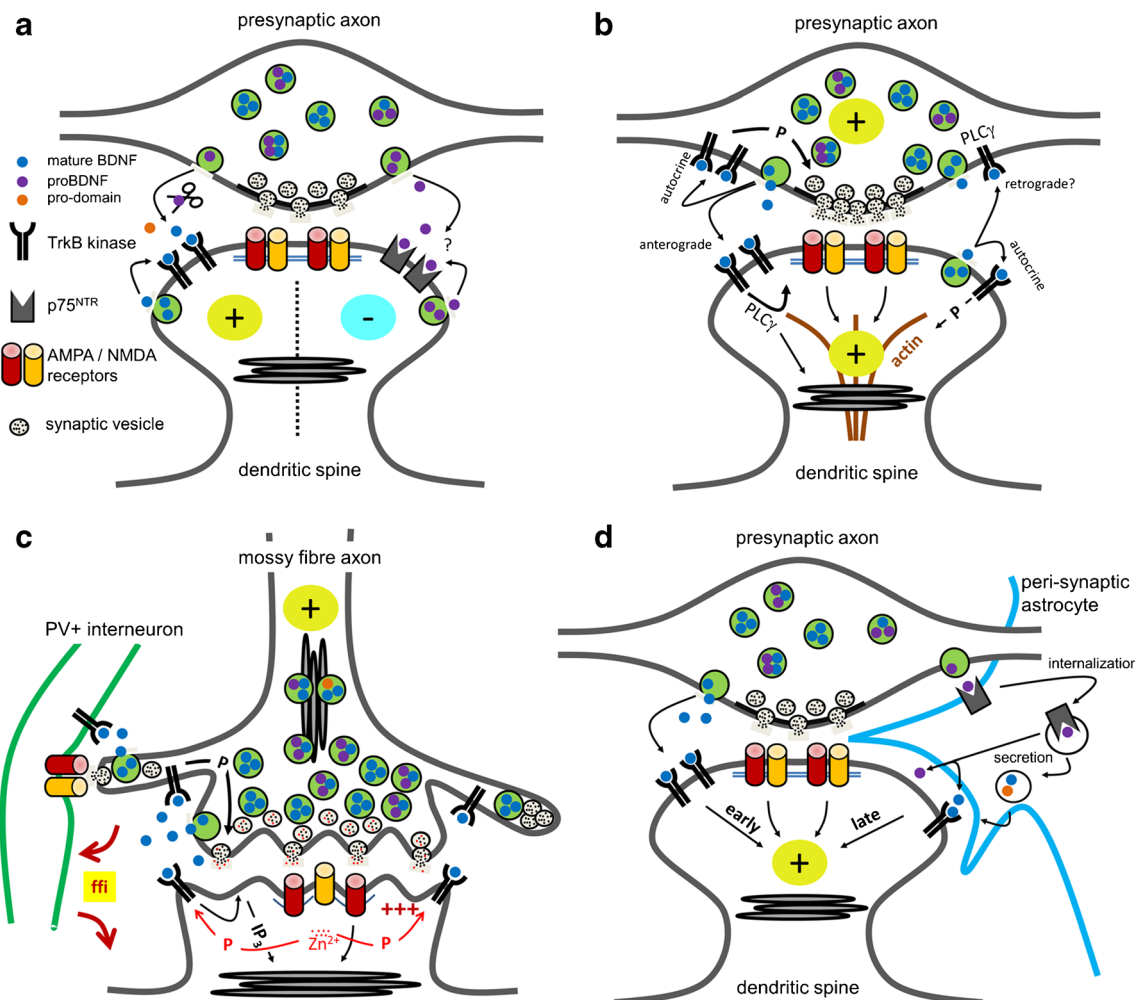 a
presynaptic axon
mature BDNF
proBDNF
pro-domain
TrkB kinase
p75NTR
AMPA / NMDA
receptors
synaptic vesicle
?
+
-
dendritic spine
b
presynaptic axon
+
P
PLCγ
autocrine
retrograde?
anterograde
autocrine
PLCγ
P
+
actin
dendritic spine
c
mossy fibre axon
+
PV+ interneuron
P
ffi
+++
IP3
P
Zn2+
P
d
presynaptic axon
peri-synaptic
astrocyte
internalization
secretion
early
late
+
dendritic spine